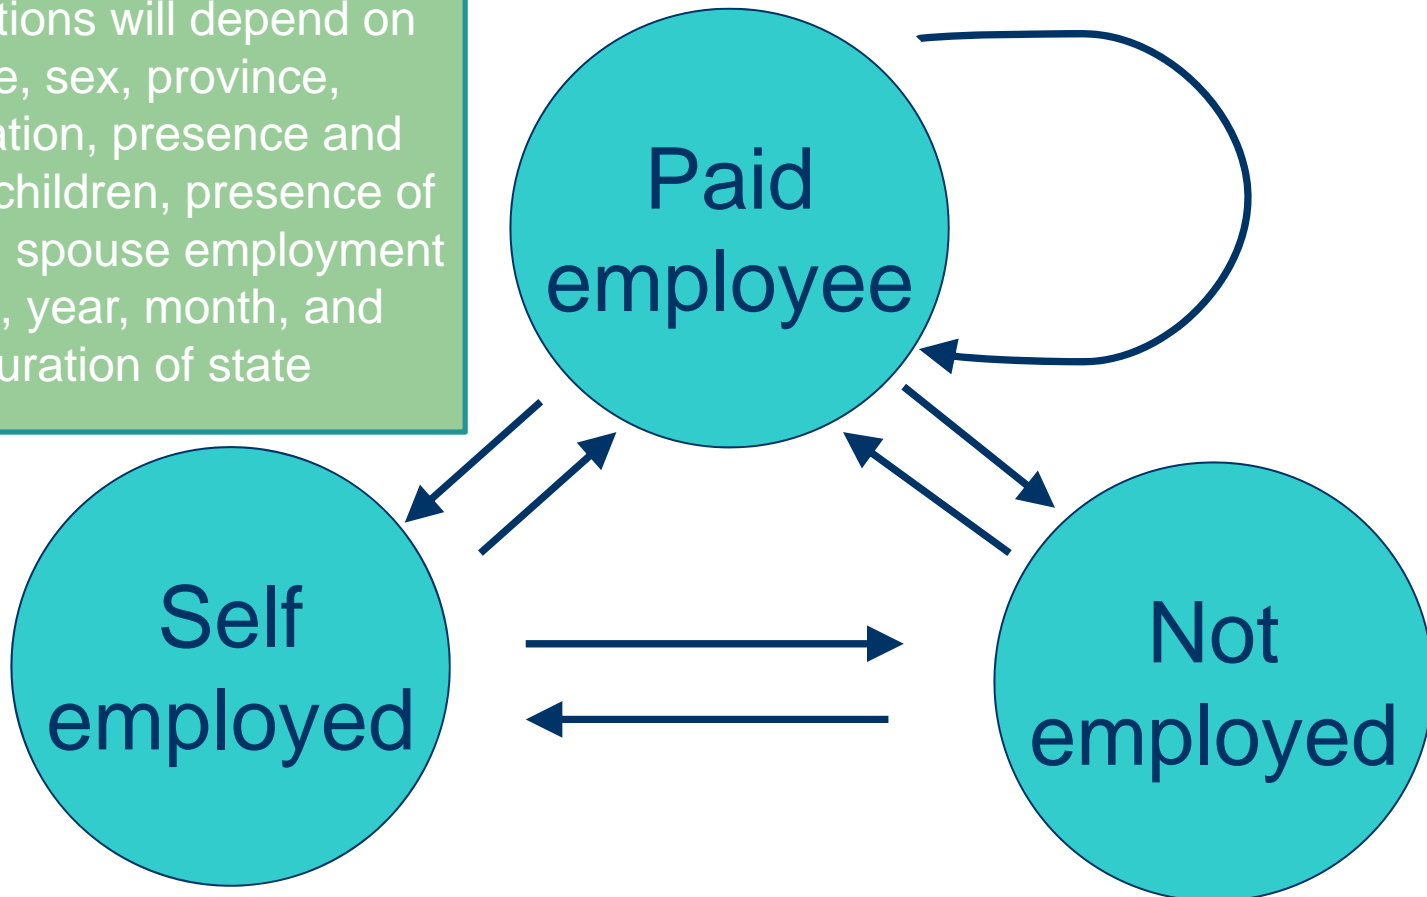 tions will depend on
e, sex, province,
ation, presence and
children, presence of
spouse employment
, year, month, and
uration of state
Paid
employee
Self
employed
Not
employed